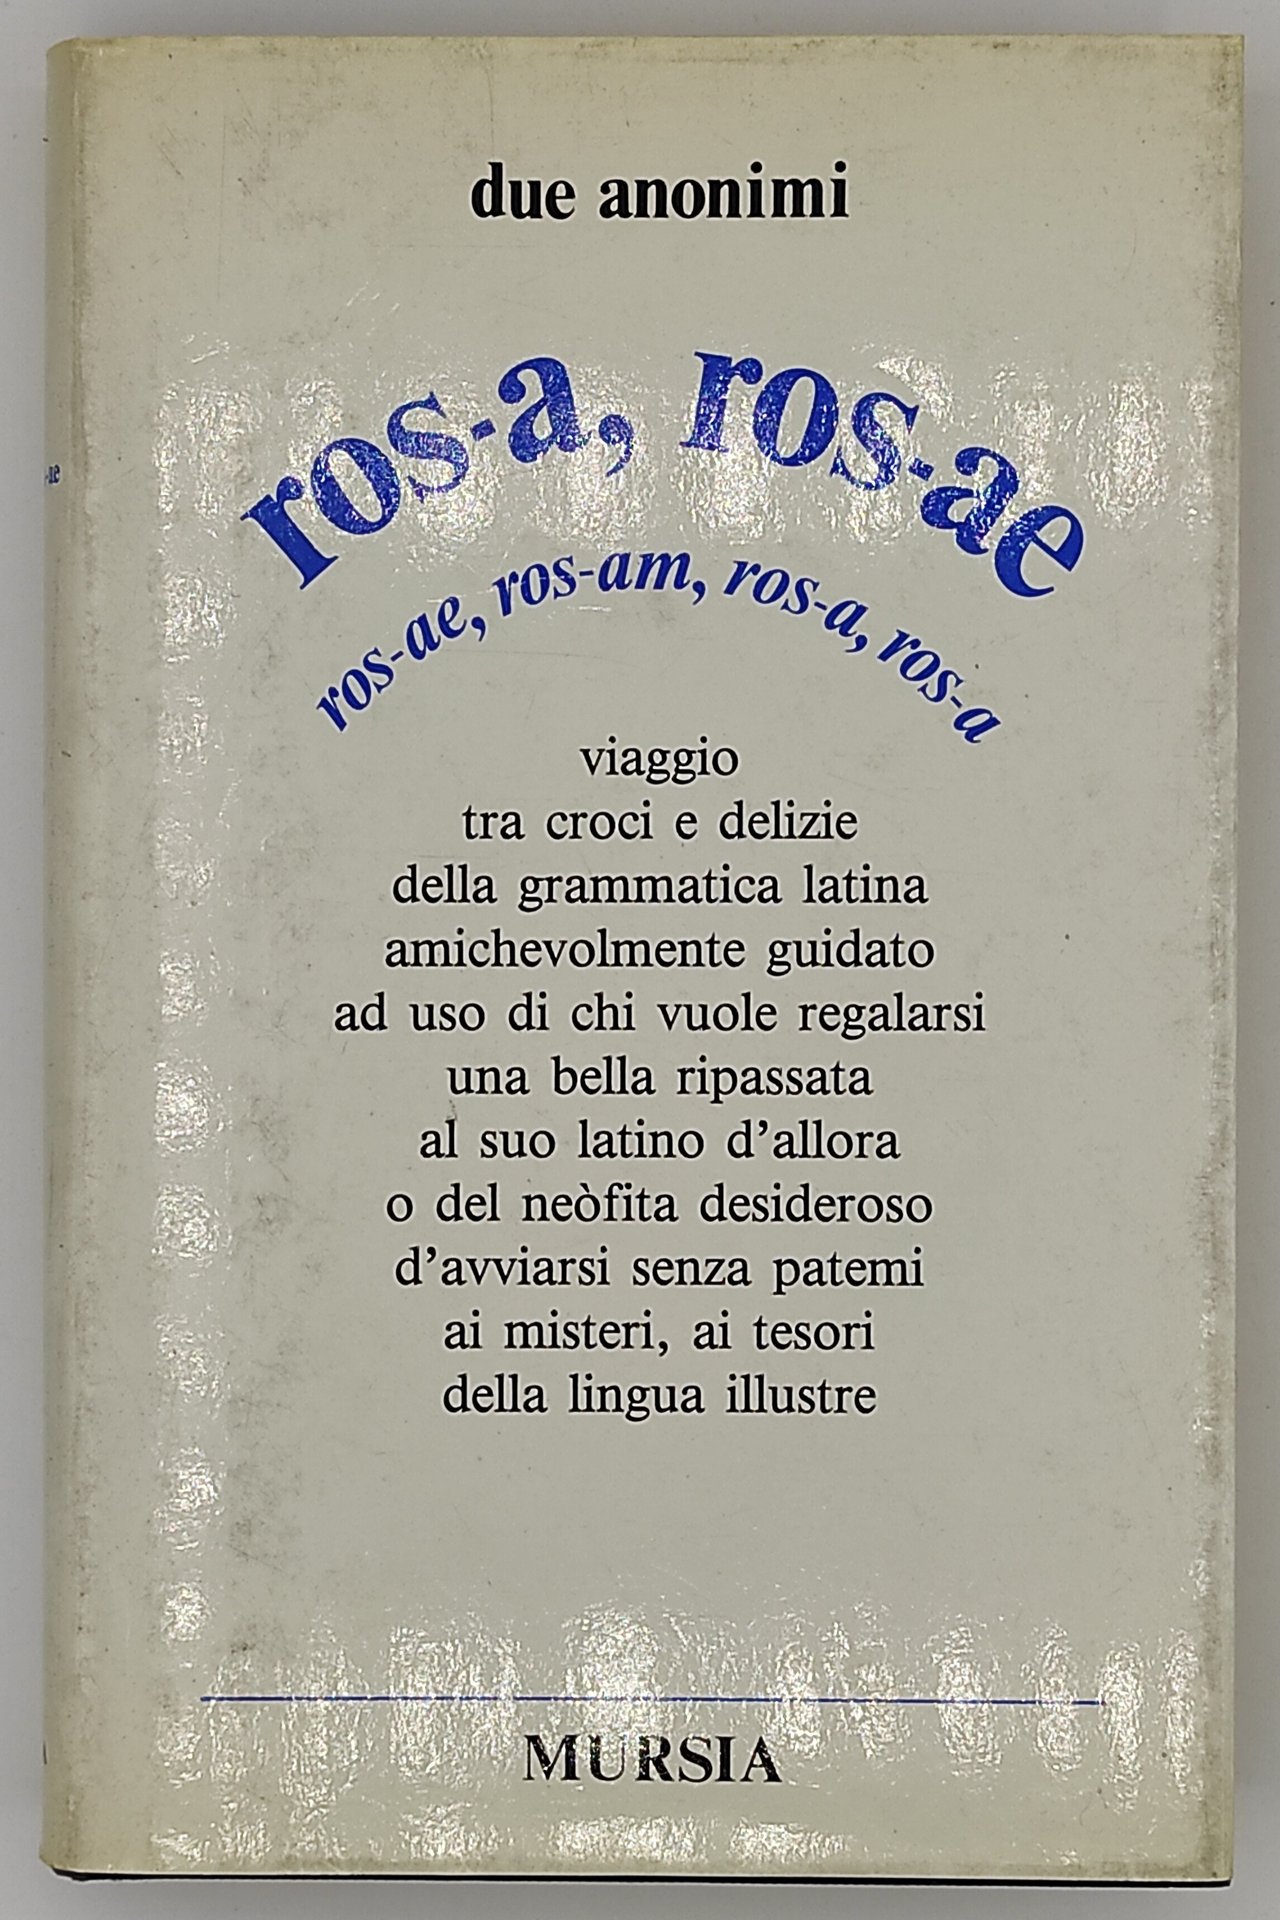 due anonimi
ros-a, ros-ae
ros-ae, ros-am, ros-a, ros-a
viaggio
tra croci e delizie
della grammatica latina
amichevolmente guidato
ad uso di chi vuole regalarsi
una bella ripassata
al suo latino d'allora
o del neòfita desideroso
d'avviarsi senza patemi
ai misteri, ai tesori
della lingua illustre
MURSIA